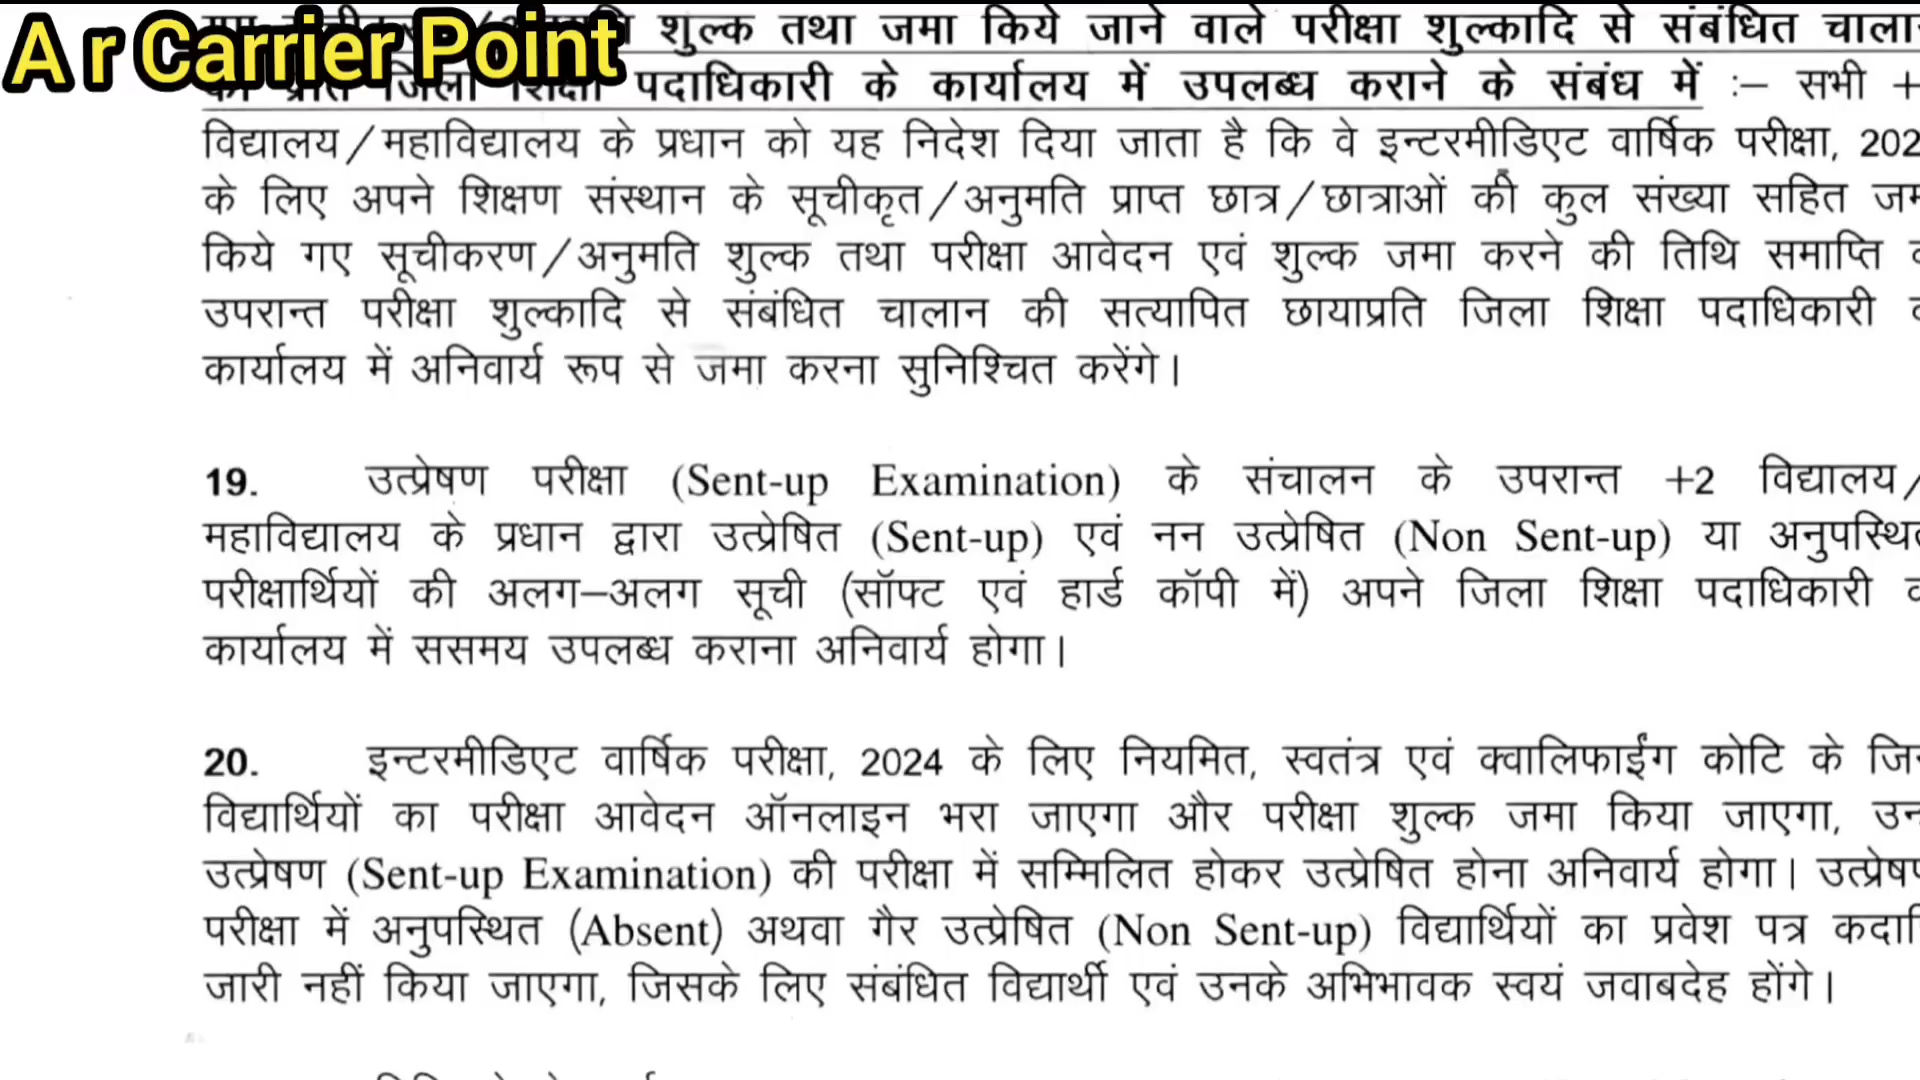 A r Carrier Point
शुल्क तथा जमा किये जाने वाले परीक्षा शुल्कादि से संबंधित
पदाधिकारी के कार्यालय में उपलब्ध कराने के संबंध में :– सभी
विद्यालय/महाविद्यालय के प्रधान को यह निदेश दिया जाता है कि वे इन्टरमीडिएट वार्षिक परीक्षा,
के लिए अपने शिक्षण संस्थान के सूचीकृत/अनुमति प्राप्त छात्र/छात्राओं की कुल संख्या सहित
किये गए सूचीकरण/अनुमति शुल्क तथा परीक्षा आवेदन एवं शुल्क जमा करने की तिथि समाप्ति
उपरान्त परीक्षा शुल्कादि से संबंधित चालान की सत्यापित छायाप्रति जिला शिक्षा पदाधिकारी
कार्यालय में अनिवार्य रूप से जमा करना सुनिश्चित करेंगे।
19. उत्प्रेषण परीक्षा (Sent-up Examination) के संचालन के उपरान्त +2 विद्यालय/
महाविद्यालय के प्रधान द्वारा उत्प्रेषित (Sent-up) एवं नन उत्प्रेषित (Non Sent-up) या
परीक्षार्थियों की अलग–अलग सूची (सॉफ्ट एवं हार्ड कॉपी में) अपने जिला शिक्षा पदाधिकारी
कार्यालय में ससमय उपलब्ध कराना अनिवार्य होगा।
20. इन्टरमीडिएट वार्षिक परीक्षा, 2024 के लिए नियमित, स्वतंत्र एवं क्वालिफाईंग कोटि के
विद्यार्थियों का परीक्षा आवेदन ऑनलाइन भरा जाएगा और परीक्षा शुल्क जमा किया जाएगा,
उत्प्रेषण (Sent-up Examination) की परीक्षा में सम्मिलित होकर उत्प्रेषित होना अनिवार्य होगा।
परीक्षा में अनुपस्थित (Absent) अथवा गैर उत्प्रेषित (Non Sent-up) विद्यार्थियों का प्रवेश पत्र
जारी नहीं किया जाएगा, जिसके लिए संबंधित विद्यार्थी एवं उनके अभिभावक स्वयं जवाबदेह होंगे।